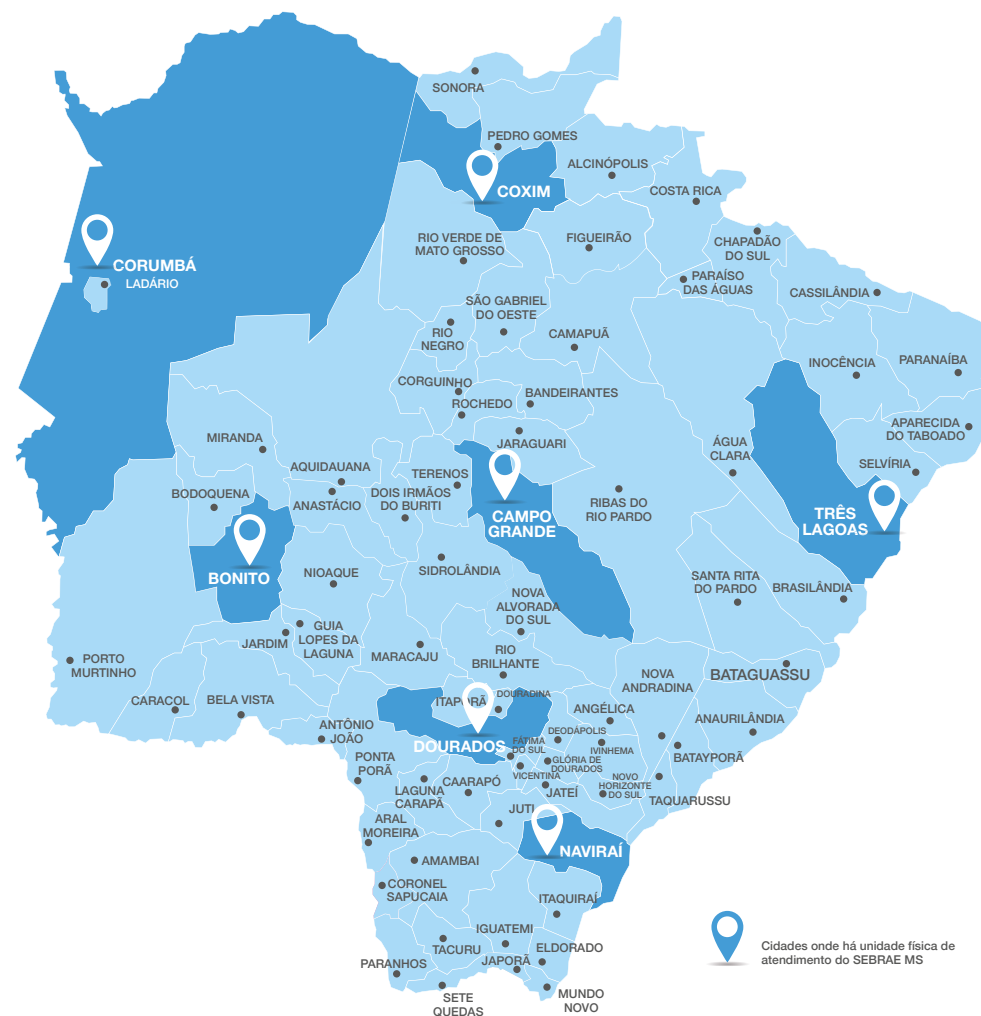 SONORA
PEDRO GOMES
ALCINÓPOLIS
COXIM
COSTA RICA
RIO VERDE DE
MATO GROSSO
FIGUEIRÃO
CHAPADÃO
DO SUL
CORUMBÁ
LADÁRIO
PARAÍSO
DAS ÁGUAS
CASSILÂNDIA
SÃO GABRIEL
DO OESTE
RIO
NEGRO
CAMAPUÃ
INOCÊNCIA
PARANAÍBA
CORGUINHO
ROCHEDO
BANDEIRANTES
APARECIDA
DO TABOADO
MIRANDA
JARAGUARI
ÁGUA
CLARA
AQUIDAUANA
TERENOS
SELVÍRIA
BODOQUENA
ANASTÁCIO
DOIS IRMÃOS
DO BURITI
CAMPO
GRANDE
RIBAS DO
RIO PARDO
TRÊS
LAGOAS
BONITO
NIOAQUE
SIDROLÂNDIA
SANTA RITA
DO PARDO
BRASILÂNDIA
NOVA
ALVORADA
DO SUL
GUIA
LOPES DA
LAGUNA
JARDIM
MARACAJU
RIO
BRILHANTE
PORTO
MURTINHO
NOVA
ANDRADINA
BATAGUASSU
CARACOL
BELA VISTA
ITAPORÃ
DOURADINA
ANGÉLICA
ANAURILÂNDIA
ANTÔNIO
JOÃO
DOURADOS
FÁTIMA
DO SUL
DEODÁPOLIS
IVINHEMA
BATAYPORÃ
PONTA
PORÃ
LAGUNA
CARAPÃ
CAARAPÓ
VICENTINA
GLÓRIA DE
DOURADOS
JATEÍ
NOVO
HORIZONTE
DO SUL
TAQUARUSSU
JUTI
ARAL
MOREIRA
NAVIRAÍ
AMAMBAI
CORONEL
SAPUCAIA
ITAQUIRAÍ
IGUATEMI
TACURU
ELDORADO
PARANHOS
JAPORÃ
SETE
QUEDAS
MUNDO
NOVO
Cidades onde há unidade física de
atendimento do SEBRAE MS